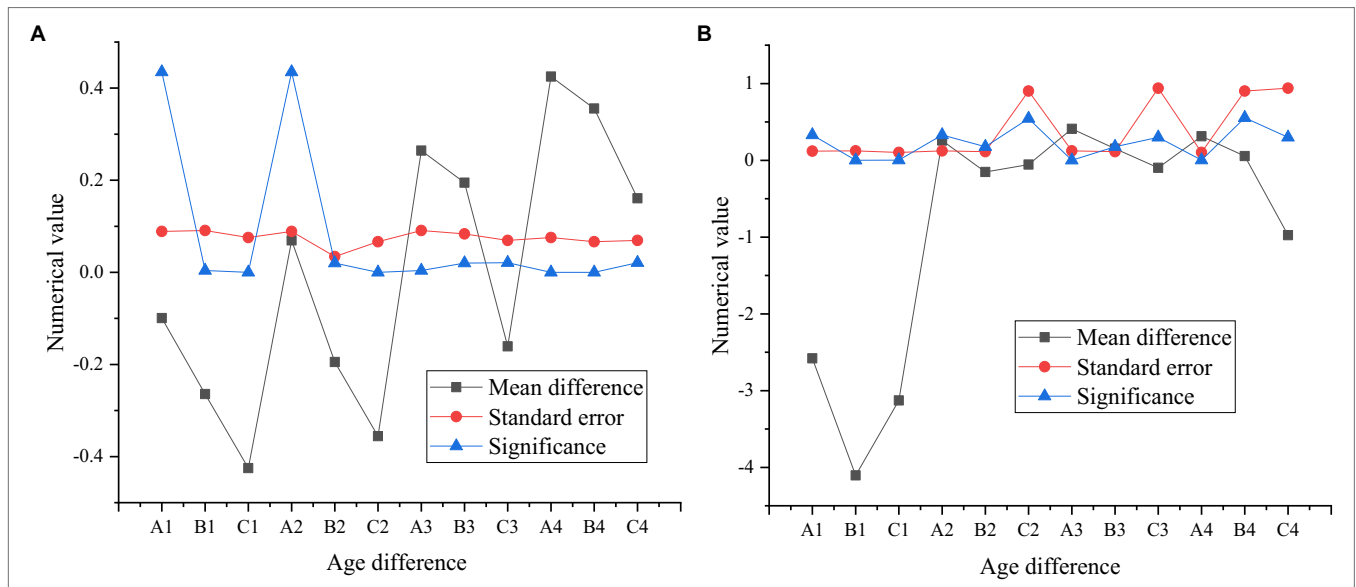 A
Numerical value
0.4
0.2
0.0
-0.2
-0.4
Mean difference
Standard error
Significance
A1 B1 C1 A2 B2 C2 A3 B3 C3 A4 B4 C4
Age difference
B
Numerical value
1
0
-1
-2
-3
-4
Mean difference
Standard error
Significance
A1 B1 C1 A2 B2 C2 A3 B3 C3 A4 B4 C4
Age difference